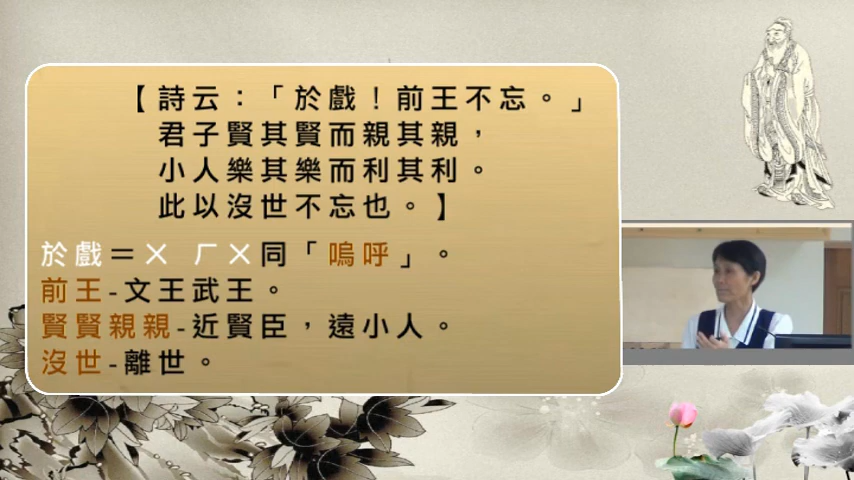 【詩云：「於戲！前王不忘。」
君子賢其賢而親其親，
小人樂其樂而利其利。
此以沒世不忘也。】
於戲＝ㄨ ㄏㄨ同「嗚呼」。
前王-文王武王。
賢賢親親-近賢臣，遠小人。
沒世-離世。